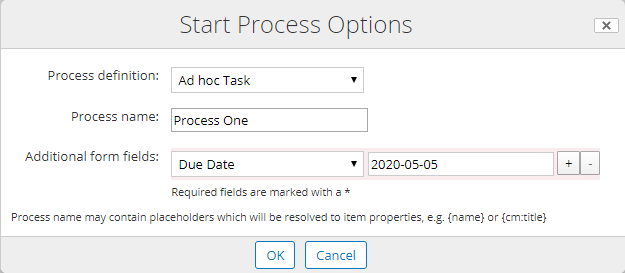 Start Process Options
Process definition: Ad hoc Task
Process name: Process One
Additional form fields: Due Date 2020-05-05 + -
Required fields are marked with a *
Process name may contain placeholders which will be resolved to item properties, e.g. {name} or {cm:title}
OK Cancel